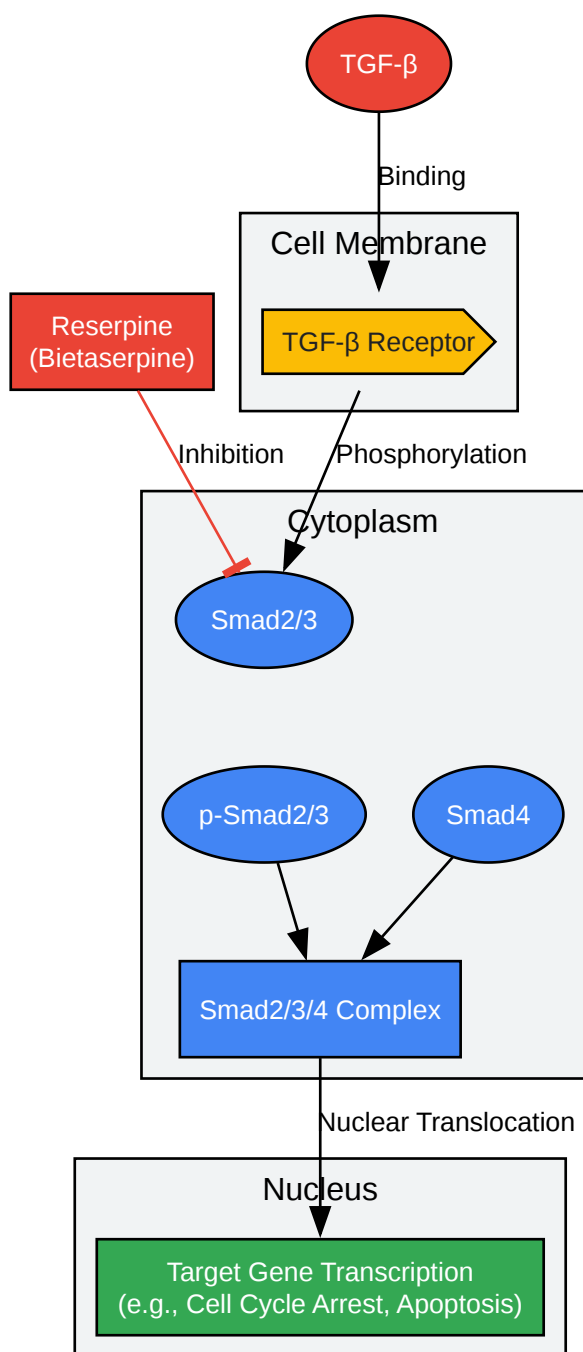 TGF-β
Binding
Cell Membrane
TGF-β Receptor
Reserpine
(Bietaserpine)
Inhibition
Phosphorylation
Cytoplasm
Smad2/3
p-Smad2/3
Smad4
Smad2/3/4 Complex
Nuclear Translocation
Nucleus
Target Gene Transcription
(e.g., Cell Cycle Arrest, Apoptosis)